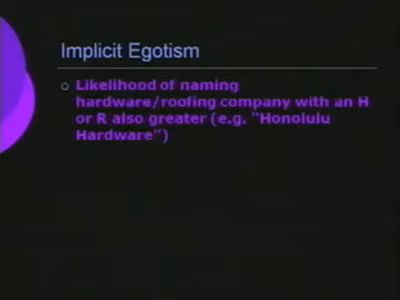 Implicit Egotism
Likelihood of naming
hardware/roofing company with an H
or R also greater (e.g. "Honolulu
Hardware")